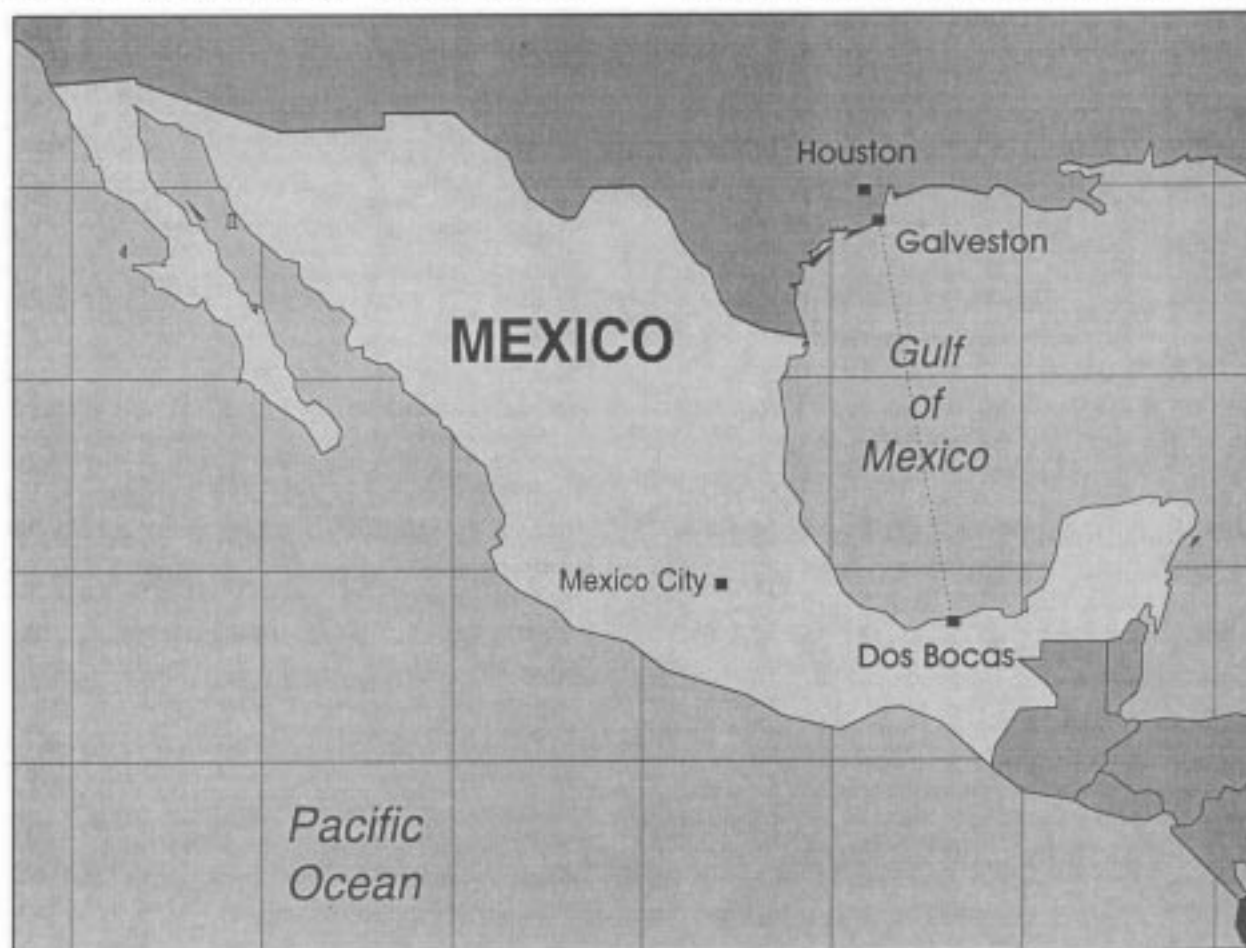 Houston
Galveston
MEXICO
Gulf
of
Mexico
Mexico City
Dos Bocas
Pacific
Ocean